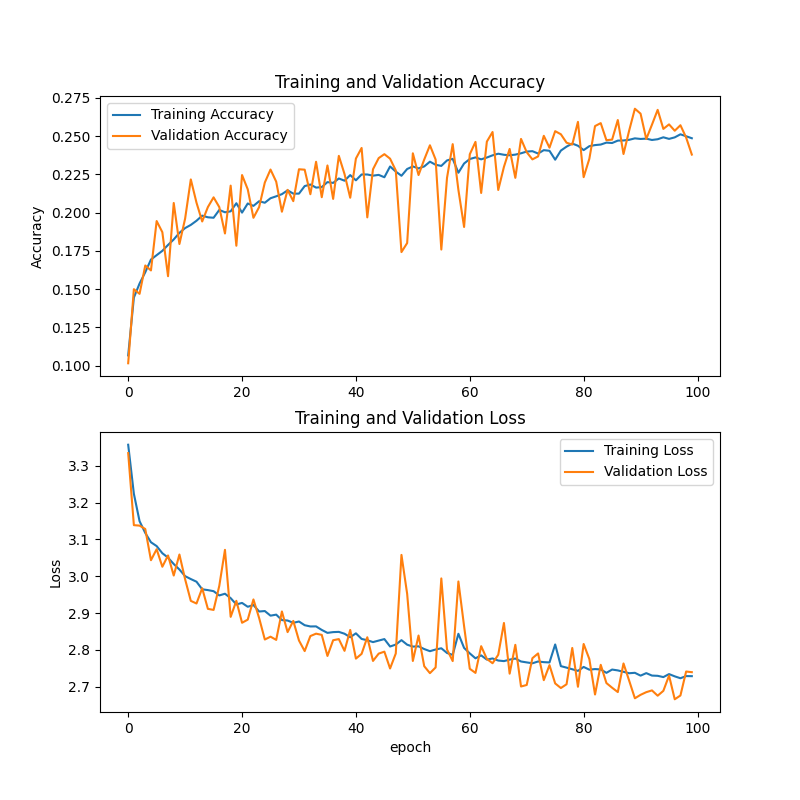 Training and Validation Accuracy
Training Accuracy
Validation Accuracy
Accuracy
0.275
0.250
0.225
0.200
0.175
0.150
0.125
0.100
0 20 40 60 80 100
Training and Validation Loss
Training Loss
Validation Loss
Loss
3.3
3.2
3.1
3.0
2.9
2.8
2.7
0 20 40 60 80 100
epoch